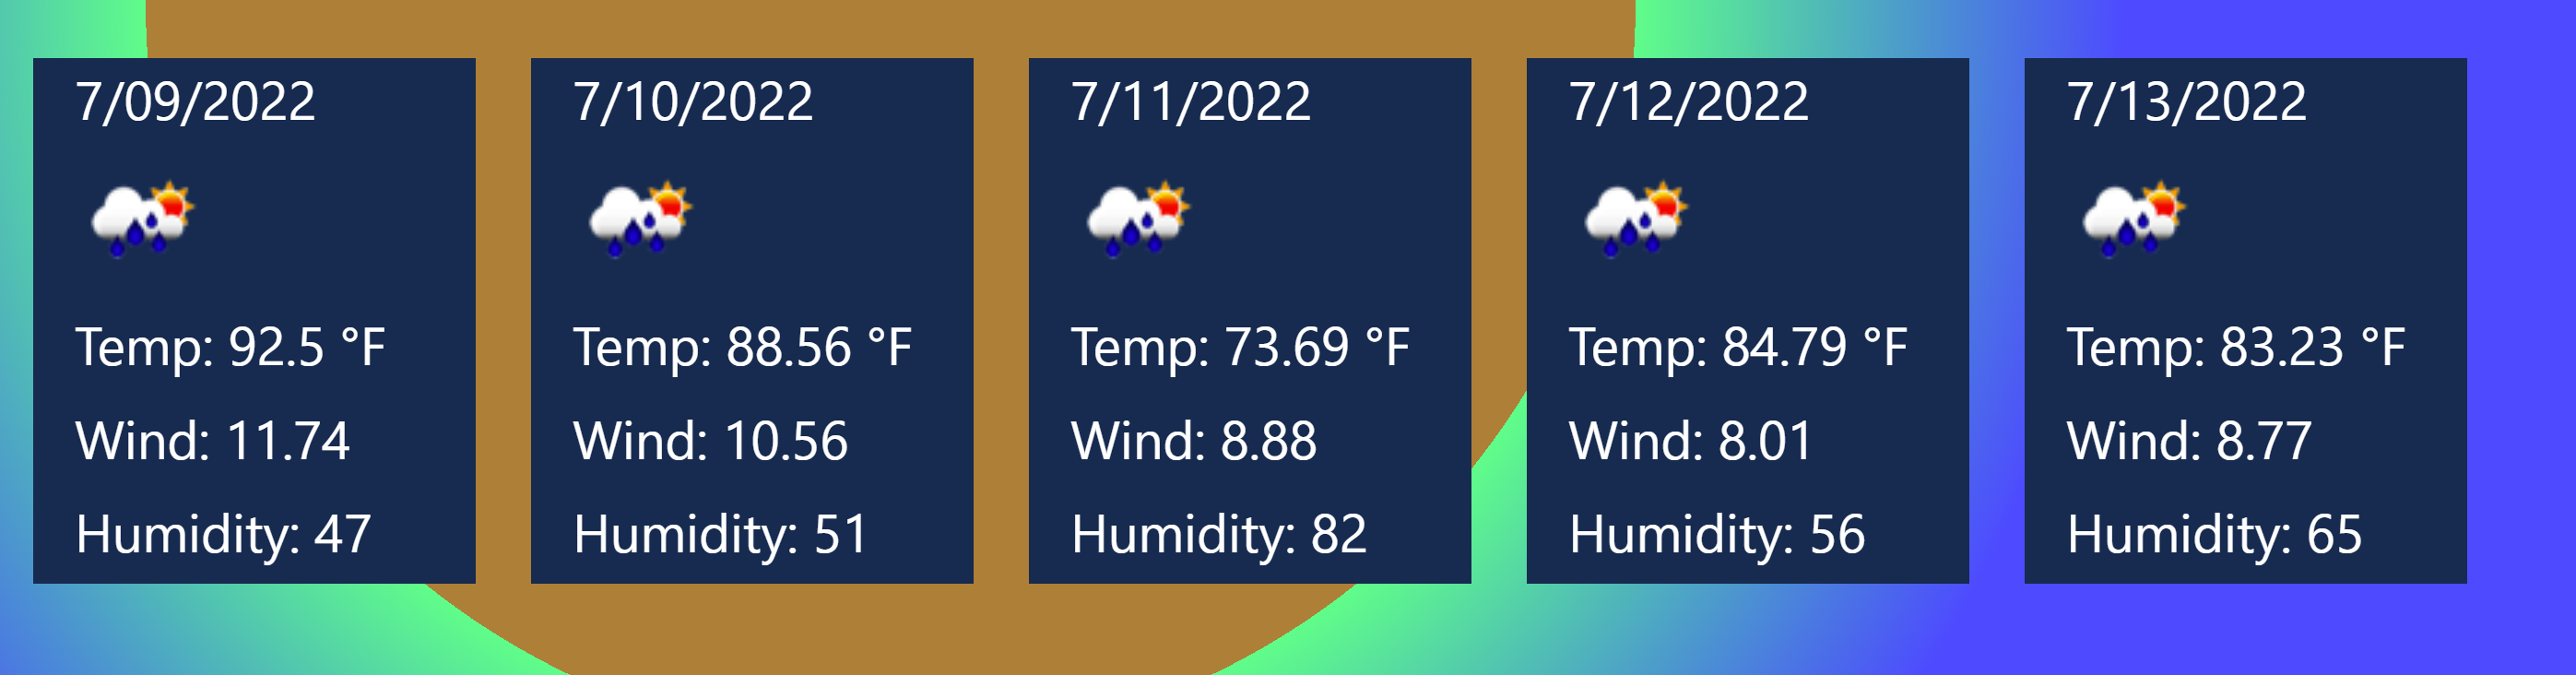 7/09/2022
Temp: 92.5 °F
Wind: 11.74
Humidity: 47
7/10/2022
Temp: 88.56 °F
Wind: 10.56
Humidity: 51
7/11/2022
Temp: 73.69 °F
Wind: 8.88
Humidity: 82
7/12/2022
Temp: 84.79 °F
Wind: 8.01
Humidity: 56
7/13/2022
Temp: 83.23 °F
Wind: 8.77
Humidity: 65